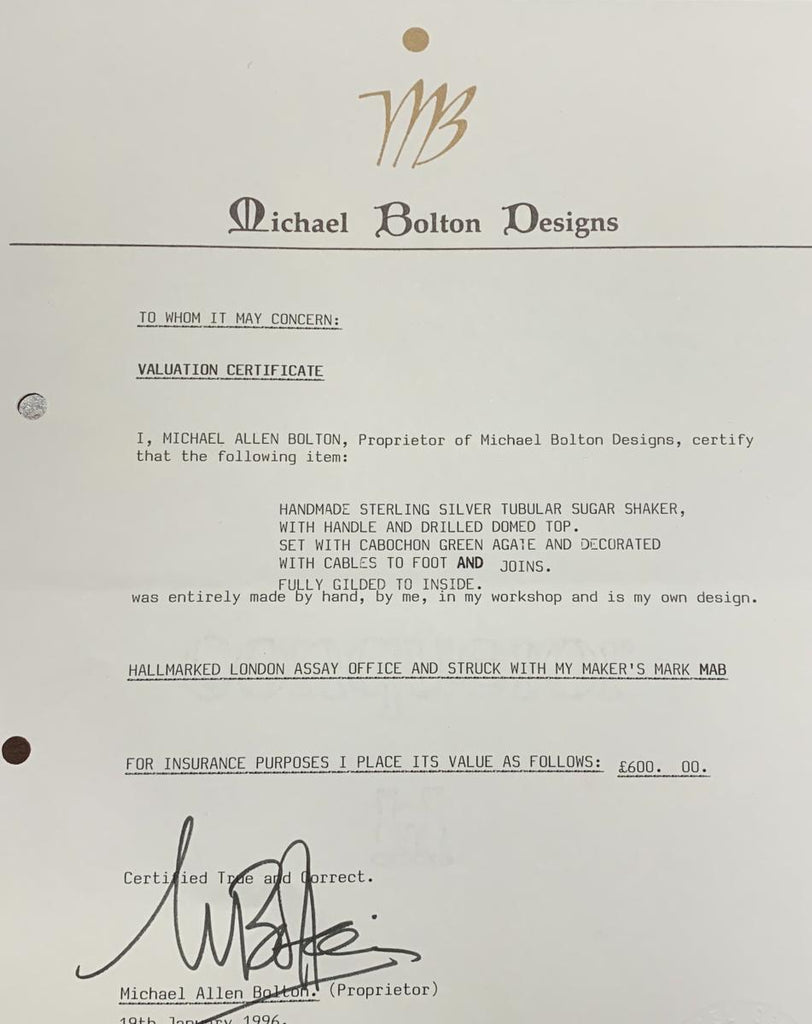 MB
Michael Bolton Designs
TO WHOM IT MAY CONCERN:
VALUATION CERTIFICATE
I, MICHAEL ALLEN BOLTON, Proprietor of Michael Bolton Designs, certify
that the following item:
HANDMADE STERLING SILVER TUBULAR SUGAR SHAKER,
WITH HANDLE AND DRILLED DOMED TOP.
SET WITH CABOCHON GREEN AGATE AND DECORATED
WITH CABLES TO FOOT AND JOINS.
FULLY GILDED TO INSIDE.
was entirely made by hand, by me, in my workshop and is my own design.
HALLMARKED LONDON ASSAY OFFICE AND STRUCK WITH MY MAKER'S MARK MAB
FOR INSURANCE PURPOSES I PLACE ITS VALUE AS FOLLOWS: £600. 00.
Certified True and Correct.
Michael Allen Bolton. (Proprietor)
19th January 1996.